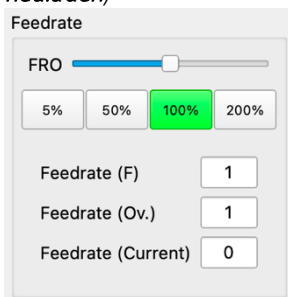 Feedrate
FRO
5% 50% 100% 200%
Feedrate (F) 1
Feedrate (Ov.) 1
Feedrate (Current) 0